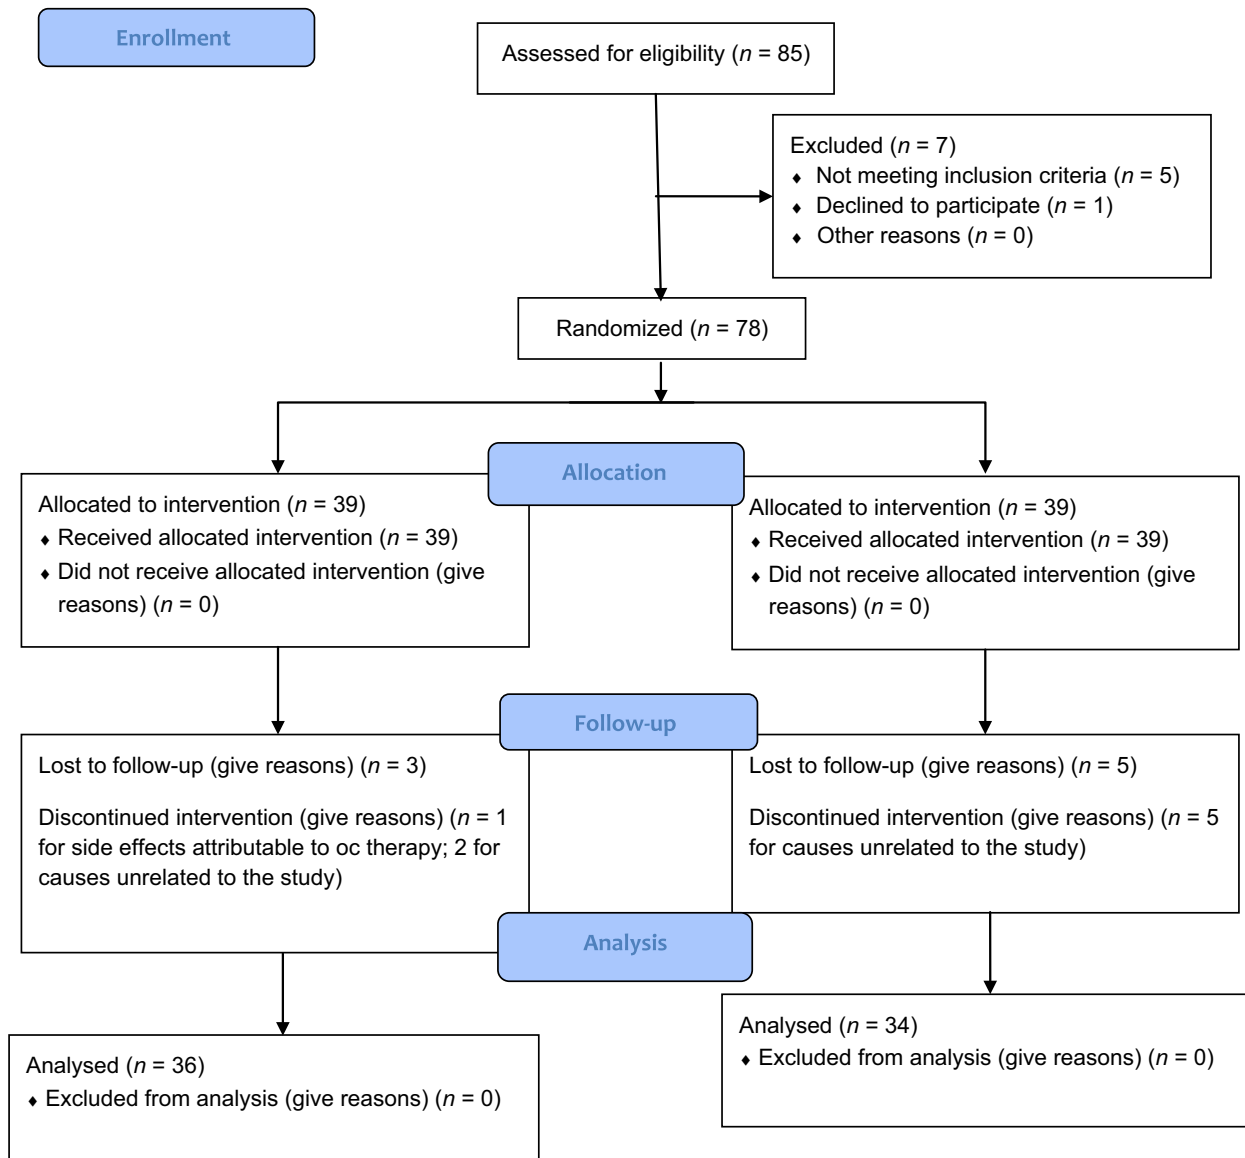 Enrollment
Assessed for eligibility (n = 85)
Excluded (n = 7)
♦ Not meeting inclusion criteria (n = 5)
♦ Declined to participate (n = 1)
♦ Other reasons (n = 0)
Randomized (n = 78)
Allocation
Allocated to intervention (n = 39)
♦ Received allocated intervention (n = 39)
♦ Did not receive allocated intervention (give
reasons) (n = 0)
Allocated to intervention (n = 39)
♦ Received allocated intervention (n = 39)
♦ Did not receive allocated intervention (give
reasons) (n = 0)
Follow-up
Lost to follow-up (give reasons) (n = 3)
Discontinued intervention (give reasons) (n = 1
for side effects attributable to oc therapy; 2 for
causes unrelated to the study)
Lost to follow-up (give reasons) (n = 5)
Discontinued intervention (give reasons) (n = 5
for causes unrelated to the study)
Analysis
Analysed (n = 36)
♦ Excluded from analysis (give reasons) (n = 0)
Analysed (n = 34)
♦ Excluded from analysis (give reasons) (n = 0)